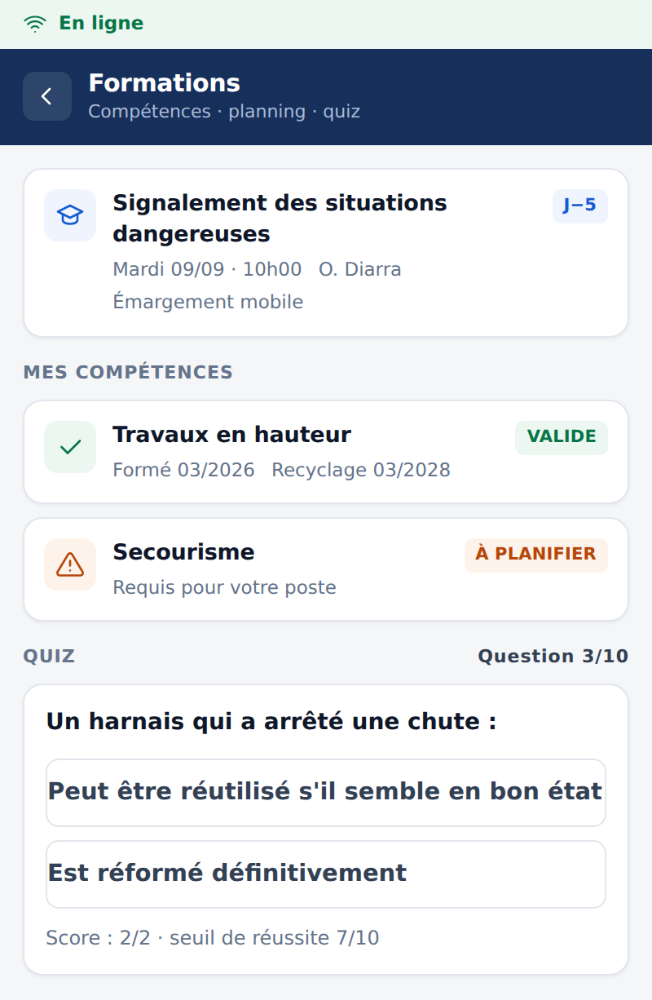 En ligne
Formations
Compétences · planning · quiz
Signalement des situations
dangereuses
J−5
Mardi 09/09 · 10h00 O. Diarra
Émargement mobile
MES COMPÉTENCES
Travaux en hauteur
VALIDE
Formé 03/2026 Recyclage 03/2028
Secourisme
À PLANIFIER
Requis pour votre poste
QUIZ
Question 3/10
Un harnais qui a arrêté une chute :
Peut être réutilisé s'il semble en bon état
Est réformé définitivement
Score : 2/2 · seuil de réussite 7/10